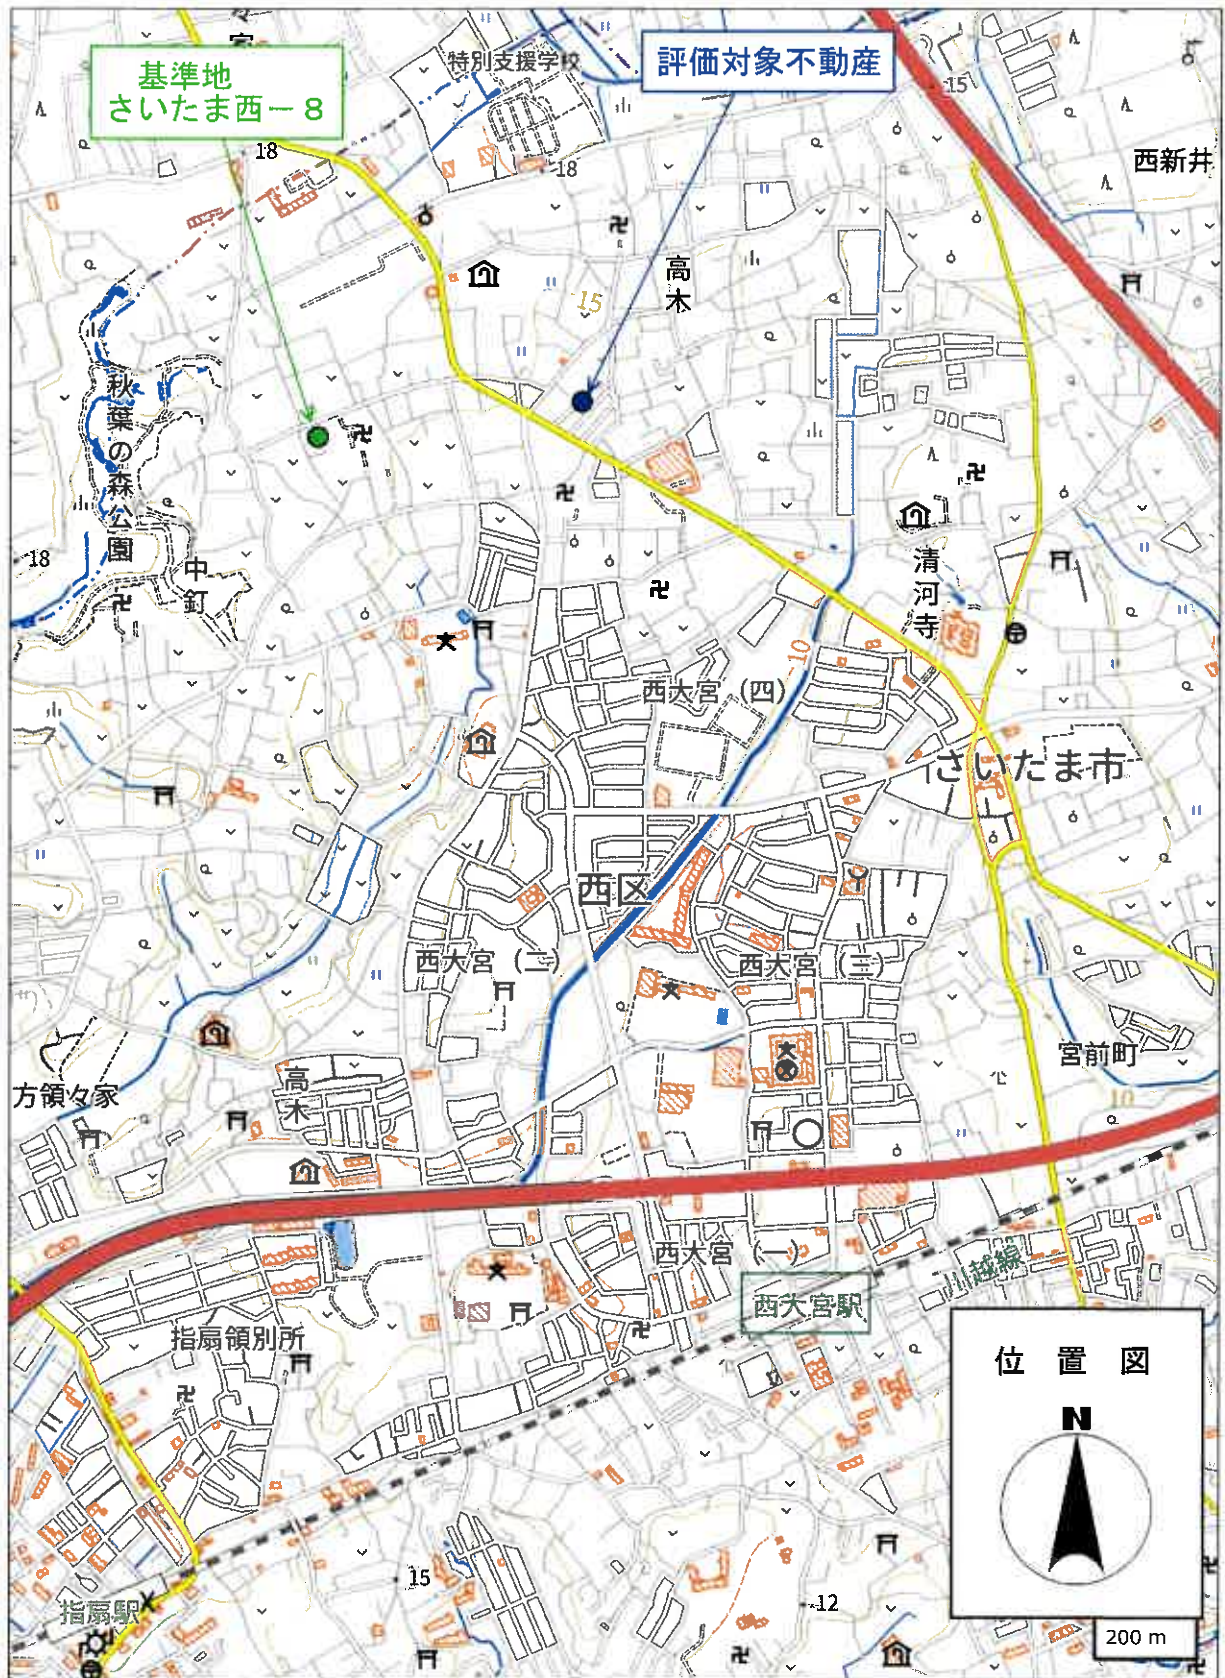 家
基準地
さいたま西－８
特別支援学校
評価対象不動産
15
西新井
18
18
高木
15
秋葉の森公園
18
中釘
清河寺
10
西大宮（四）
さいたま市
西区
西大宮（二）
西大宮（三）
宮前町
方領々家
高木
10
西大宮（一）
川越線
西大宮駅
指扇領別所
位 置 図
N
15
12
指扇駅
200 m